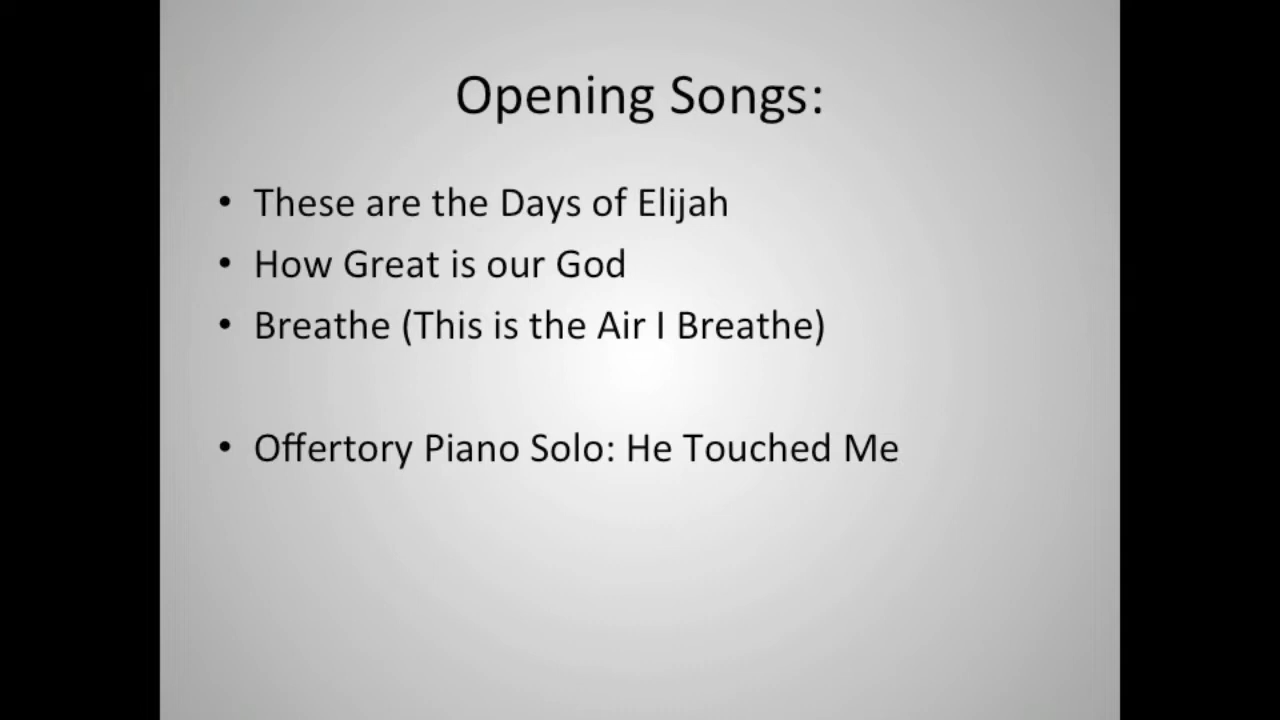 Opening Songs:
• These are the Days of Elijah
• How Great is our God
• Breathe (This is the Air I Breathe)
• Offertory Piano Solo: He Touched Me